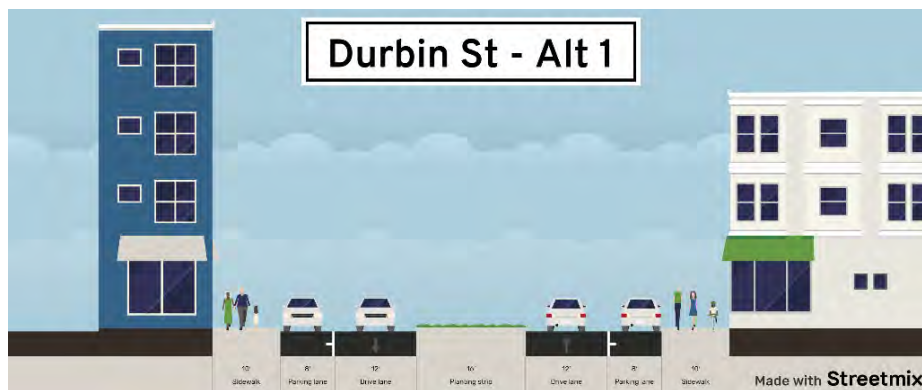 Durbin St - Alt 1
10' 8' 12' 16' 12' 8' 10'
Sidewalk Parking lane Drive lane Planting strip Drive lane Parking lane Sidewalk
Made with Streetmix